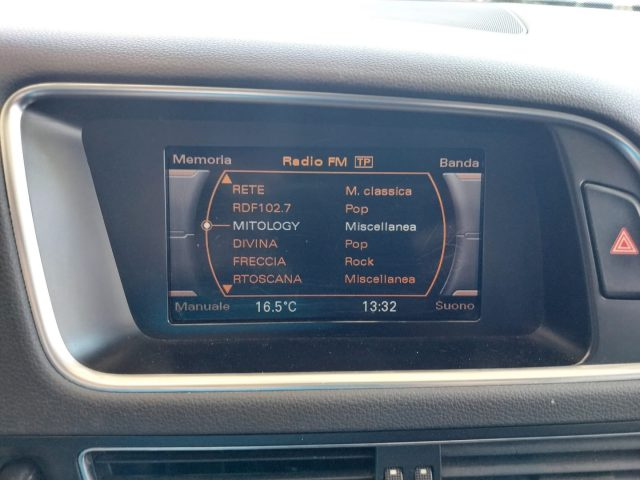 Memoria Radio FM TP Banda
RETE M. classica
RDF102.7 Pop
MITOLOGY Miscellanea
DIVINA Pop
FRECCIA Rock
RTOSCANA Miscellanea
Manuale 16.5°C 13:32 Suono